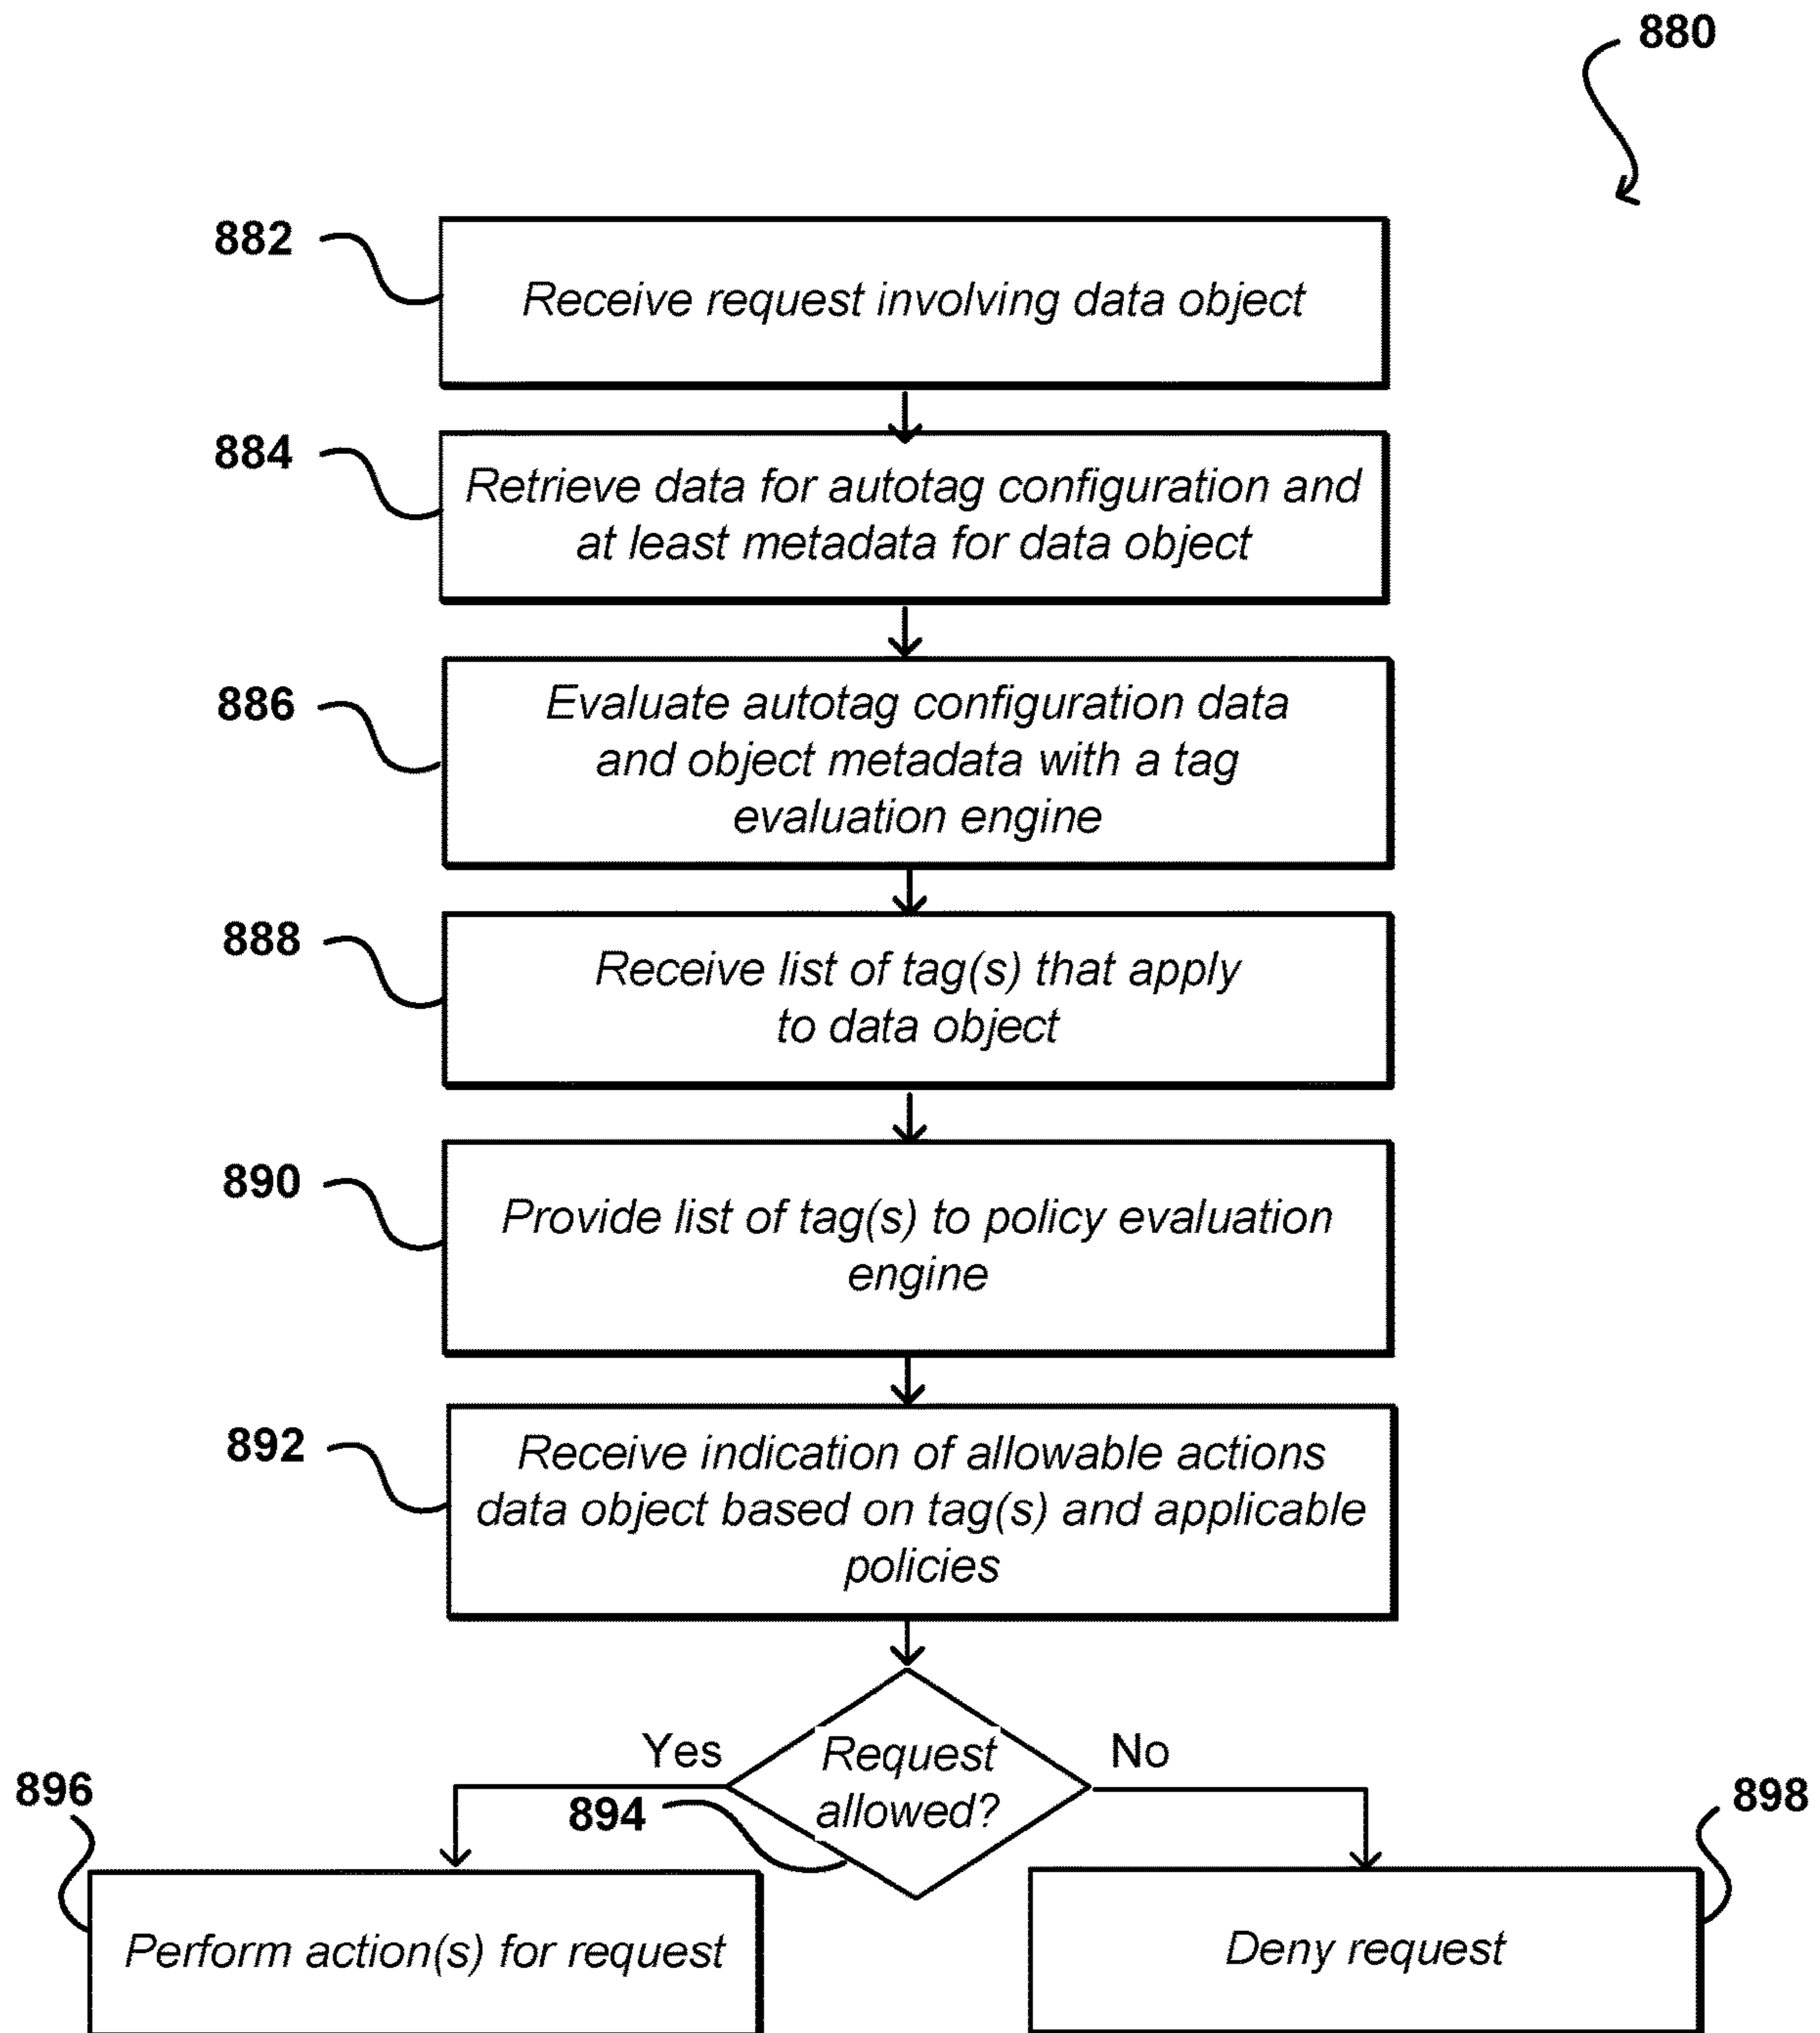 880
882
Receive request involving data object
884
Retrieve data for autotag configuration and
at least metadata for data object
886
Evaluate autotag configuration data
and object metadata with a tag
evaluation engine
888
Receive list of tag(s) that apply
to data object
890
Provide list of tag(s) to policy evaluation
engine
892
Receive indication of allowable actions
data object based on tag(s) and applicable
policies
Yes
Request
allowed?
No
894
896
Perform action(s) for request
898
Deny request